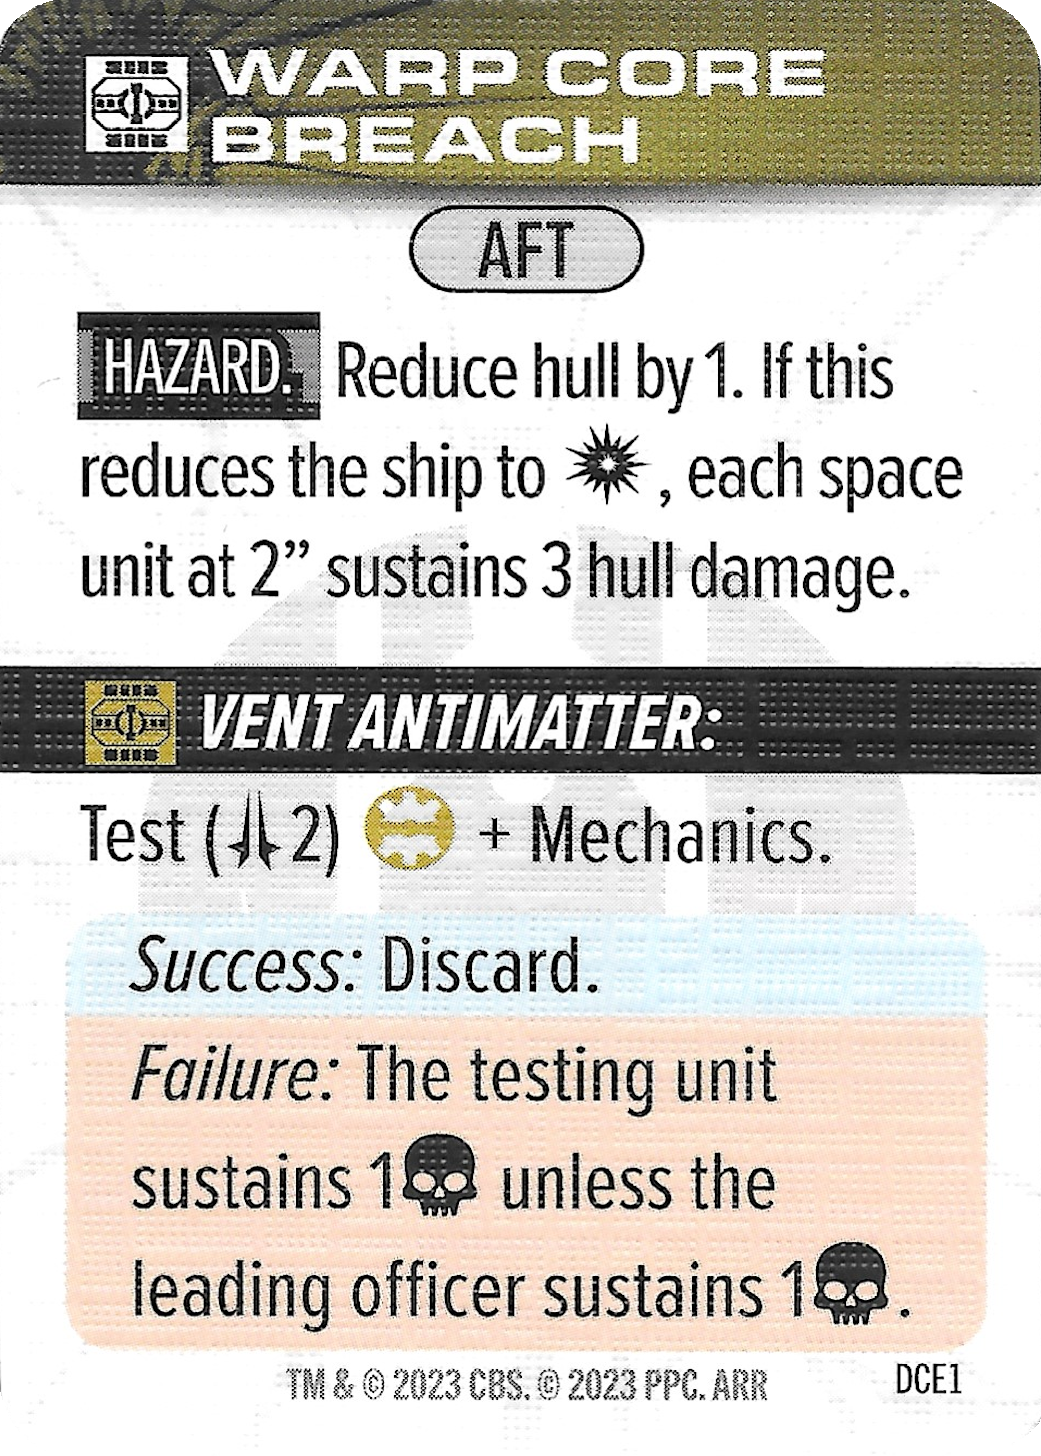 WARP CORE
BREACH
AFT
HAZARD. Reduce hull by 1. If this
reduces the ship to , each space
unit at 2” sustains 3 hull damage.
VENT ANTIMATTER:
Test ( 2) + Mechanics.
Success: Discard.
Failure: The testing unit
sustains 1 unless the
leading officer sustains 1 .
TM & © 2023 CBS. © 2023 PPC. ARR
DCE1